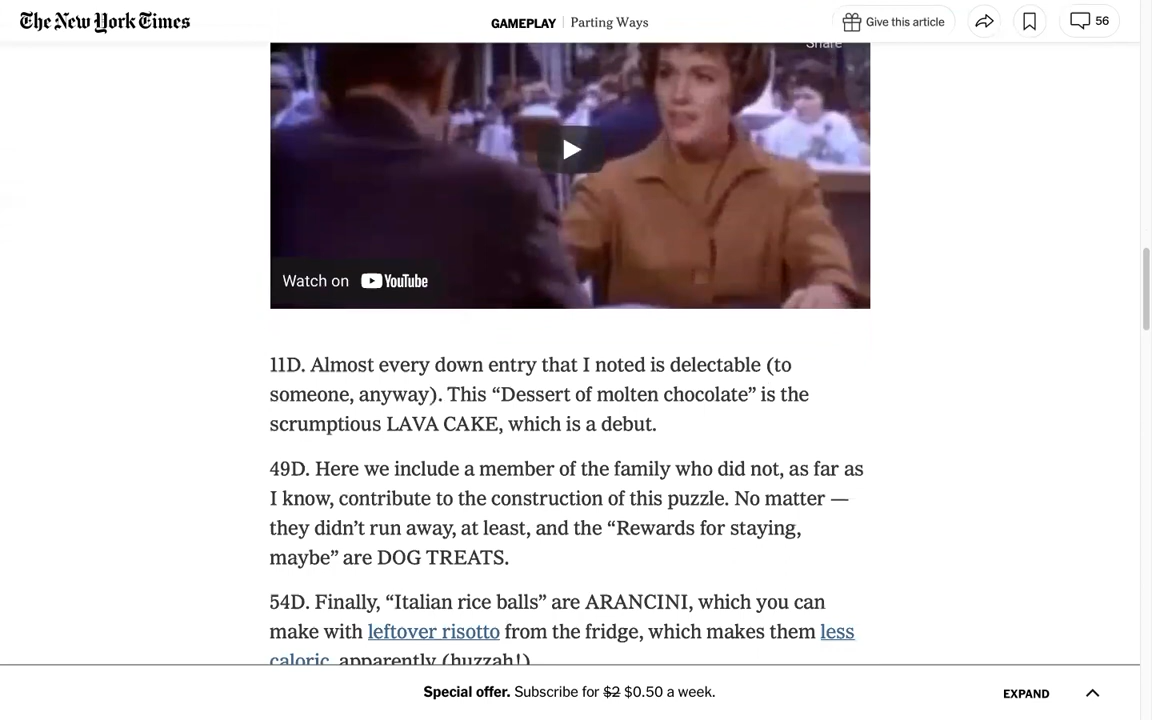 The New York Times
GAMEPLAY | Parting Ways
Give this article
56
Share
Watch on YouTube
11D. Almost every down entry that I noted is delectable (to
someone, anyway). This “Dessert of molten chocolate” is the
scrumptious LAVA CAKE, which is a debut.
49D. Here we include a member of the family who did not, as far as
I know, contribute to the construction of this puzzle. No matter —
they didn’t run away, at least, and the “Rewards for staying,
maybe” are DOG TREATS.
54D. Finally, “Italian rice balls” are ARANCINI, which you can
make with leftover risotto from the fridge, which makes them less
caloric, apparently (huzzah!)
Special offer. Subscribe for $2 $0.50 a week.
EXPAND